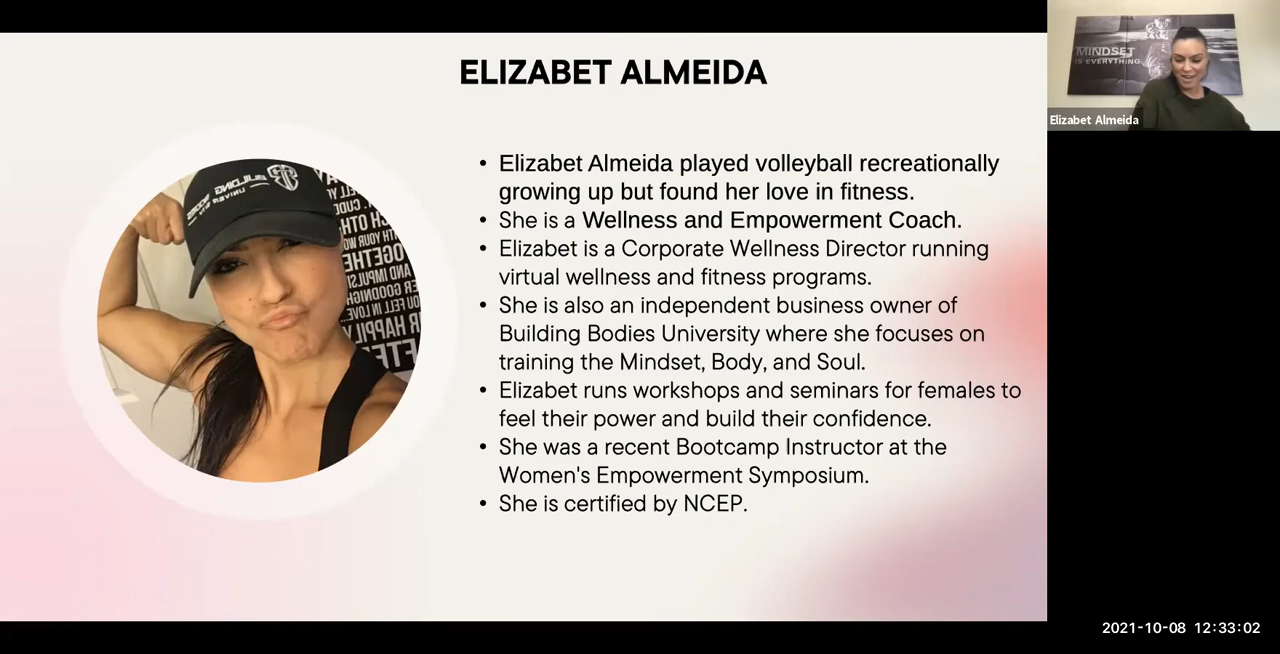 ELIZABET ALMEIDA
• Elizabet Almeida played volleyball recreationally
growing up but found her love in fitness.
• She is a Wellness and Empowerment Coach.
• Elizabet is a Corporate Wellness Director running
virtual wellness and fitness programs.
• She is also an independent business owner of
Building Bodies University where she focuses on
training the Mindset, Body, and Soul.
• Elizabet runs workshops and seminars for females to
feel their power and build their confidence.
• She was a recent Bootcamp Instructor at the
Women's Empowerment Symposium.
• She is certified by NCEP.
BUILDING BODIES
UNIVERSITY
MINDSET
IS EVERYTHING
Elizabet Almeida
2021-10-08 12:33:02